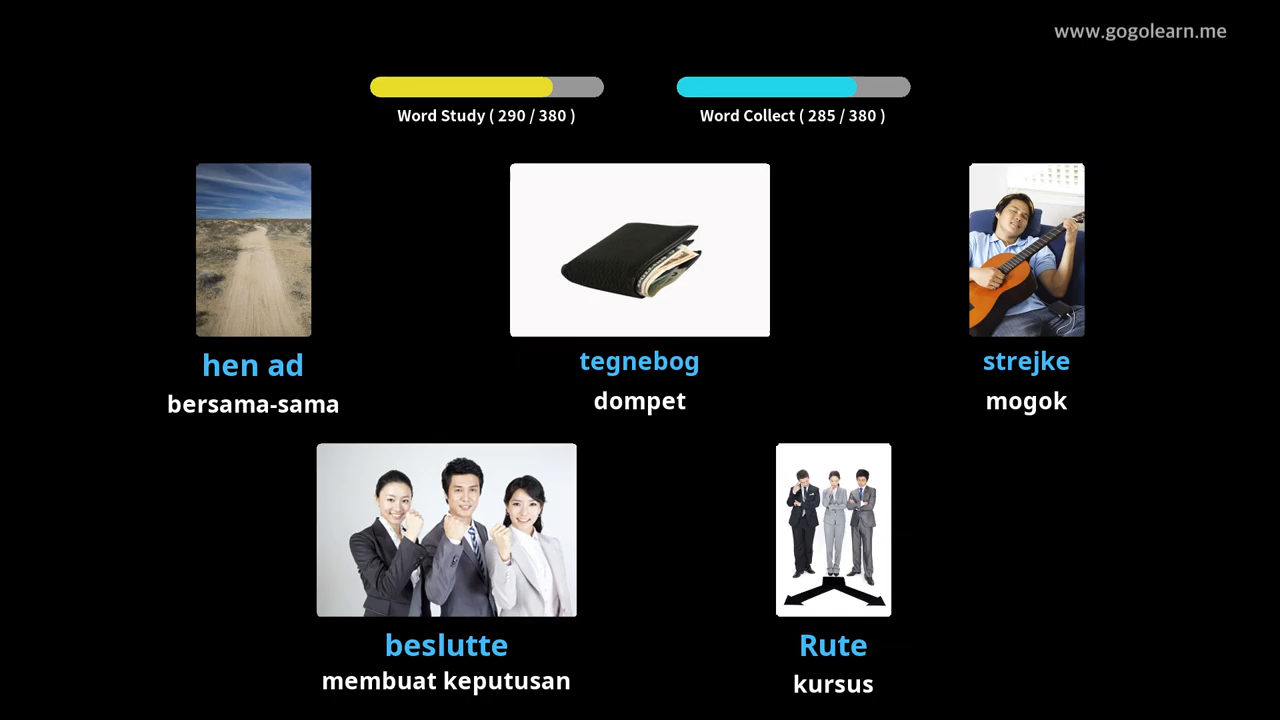 www.gogolearn.me
Word Study ( 290 / 380 )
Word Collect ( 285 / 380 )
hen ad
bersama-sama
tegnebog
dompet
strejke
mogok
beslutte
membuat keputusan
Rute
kursus